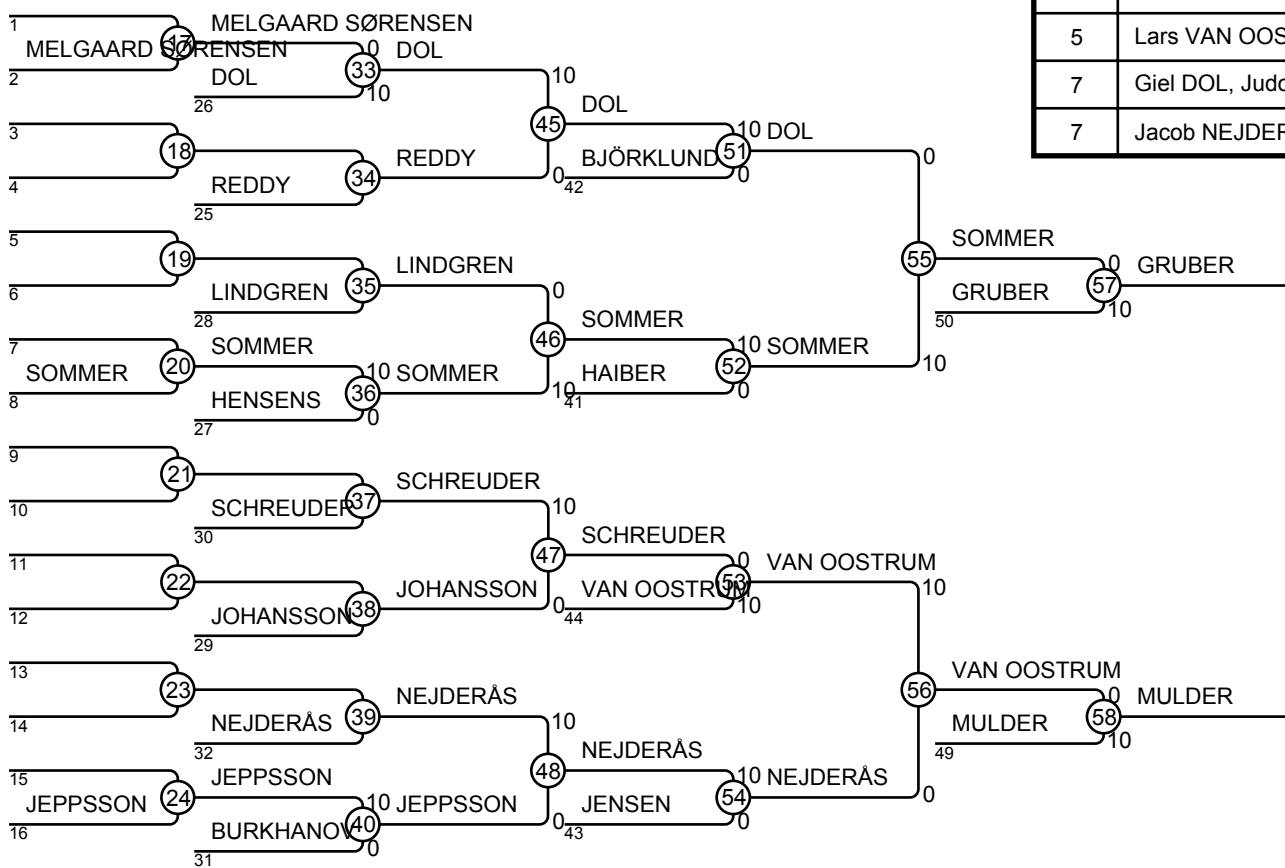 1
MELGAARD SØRENSEN
17
MELGAARD SØRENSEN
0
DOL
2
DOL
33
10
26
10
3
45
DOL
10
DOL
18
REDDY
BJÖRKLUND
51
0
4
REDDY
34
0
42
0
25
5
SOMMER
19
LINDGREN
55
0
GRUBER
6
LINDGREN
35
0
GRUBER
57
28
50
10
7
SOMMER
46
SOMMER
10
SOMMER
SOMMER
20
10
SOMMER
HAIBER
52
10
8
HENSENS
36
10
41
0
27
0
9
21
SCHREUDER
10
SCHREUDER
37
10
30
SCHREUDER
11
47
0
VAN OOSTRUM
22
JOHANSSON
VAN OOSTRUM
53
10
12
JOHANSSON
38
0
44
10
29
13
VAN OOSTRUM
23
NEJDERÅS
56
0
MULDER
14
NEJDERÅS
39
10
MULDER
58
32
49
10
15
JEPPSSON
48
NEJDERÅS
10
NEJDERÅS
JEPPSSON
24
10
JEPPSSON
JENSEN
54
0
16
BURKHANOV
40
0
43
0
31
0
5 Lars VAN OOS
7 Giel DOL, Judo
7 Jacob NEJDER